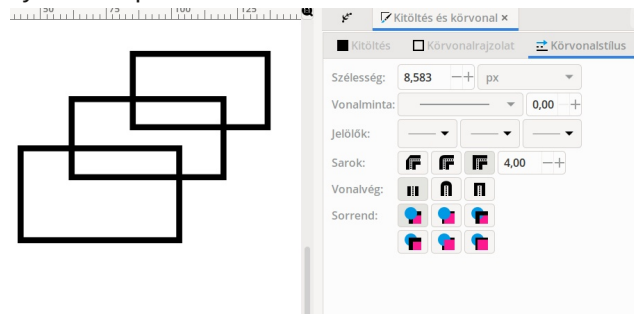 50 75 100 125
Kitöltés és körvonal ×
Kitöltés Körvonalrajzolat Körvonalstílus
Szélesség: 8,583 −+ px
Vonalminta: 0,00 +
Jelölők:
Sarok: 4,00 −+
Vonalvég:
Sorrend: